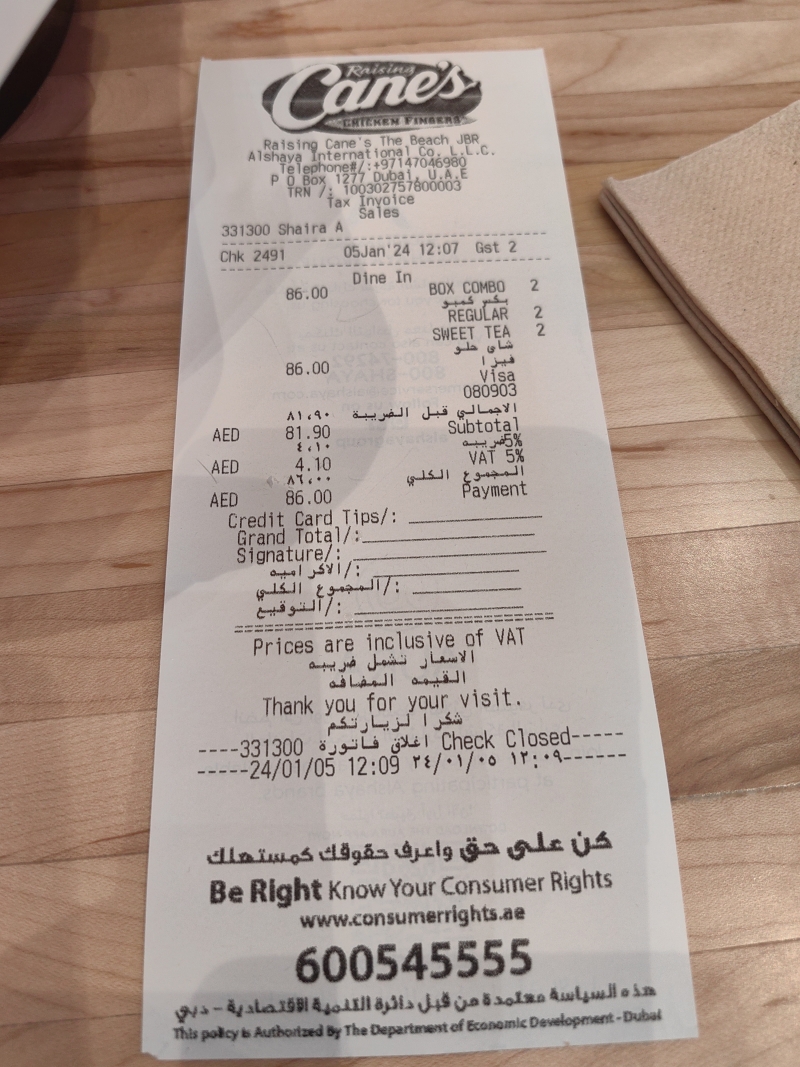 Raising
Cane's
CHICKEN FINGERS
Raising Cane's The Beach JBR
Alshaya International Co. L.L.C.
Telephone#/:+97147046980
P O Box 1277 Dubai, U.A.E
TRN /: 100302757800003
Tax Invoice
Sales
331300 Shaira A
Chk 2491 05Jan'24 12:07 Gst 2
Dine In
86.00 BOX COMBO 2
بكس كمبو
REGULAR 2
SWEET TEA 2
شاي حلو
فيزا
86.00 Visa
080903
الاجمالي قبل الضريبة ٨١،٩٠
AED 81.90 Subtotal
ضريبه 5% ٤،١٠
AED 4.10 VAT 5%
المجموع الكلي ٨٦،٠٠
AED 86.00 Payment
Credit Card Tips/:
Grand Total/:
Signature/:
الاكراميه/:
المجموع الكلي/:
التوقيع/:
Prices are inclusive of VAT
الاسعار تشمل ضريبه
القيمه المضافه
Thank you for your visit.
شكرا لزيارتكم
----331300 اغلاق فاتورة Check Closed-----
-----24/01/05 12:09 ٢٤/٠١/٠٥ ١٢:٠٩------
كن على حق واعرف حقوقك كمستهلك
Be Right Know Your Consumer Rights
www.consumerrights.ae
600545555
هذه السياسة معتمدة من قبل دائرة التنمية الاقتصادية - دبي
This policy is Authorized By The Department of Economic Development - Dubai